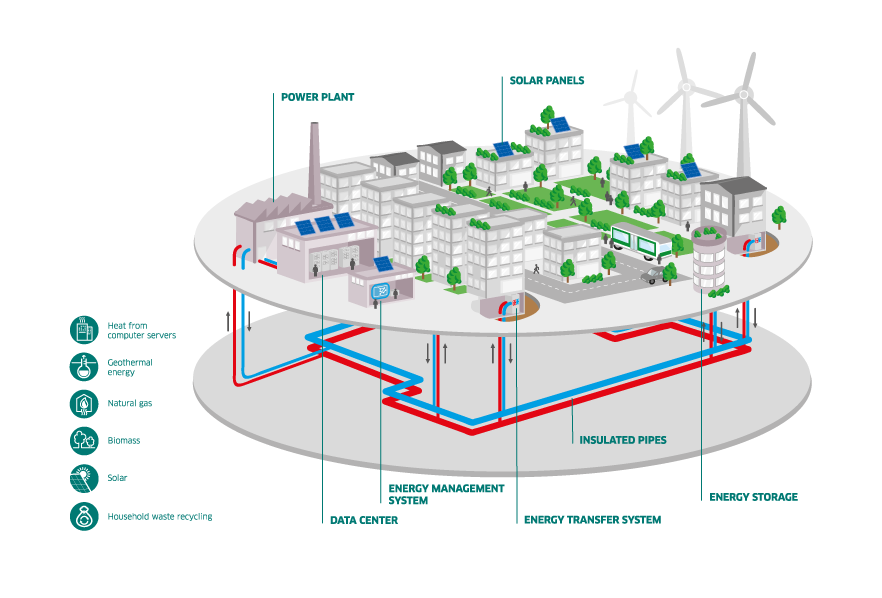 SOLAR PANELS
POWER PLANT
Heat from
computer servers
Geothermal
energy
Natural gas
Biomass
Solar
Household waste recycling
INSULATED PIPES
ENERGY MANAGEMENT
SYSTEM
ENERGY STORAGE
DATA CENTER
ENERGY TRANSFER SYSTEM